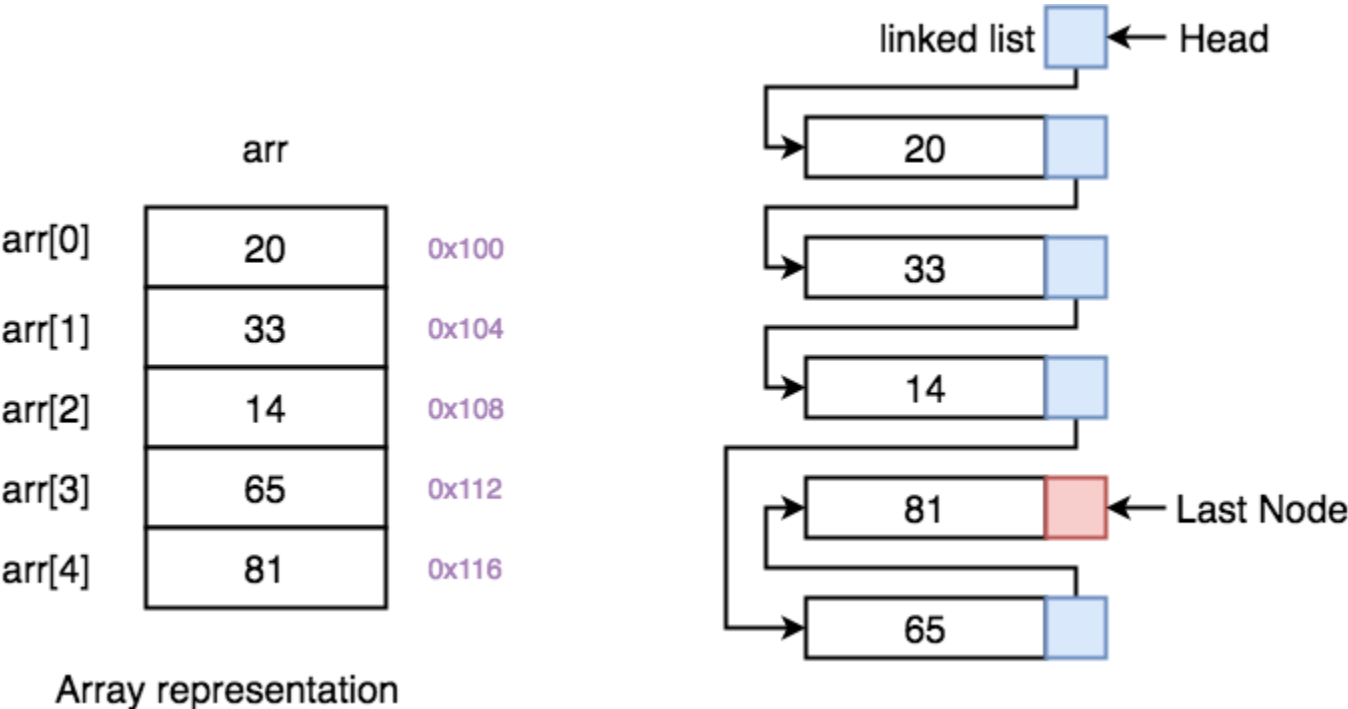 arr
arr[0] 20 0x100
arr[1] 33 0x104
arr[2] 14 0x108
arr[3] 65 0x112
arr[4] 81 0x116
Array representation
linked list Head
20
33
14
81 Last Node
65